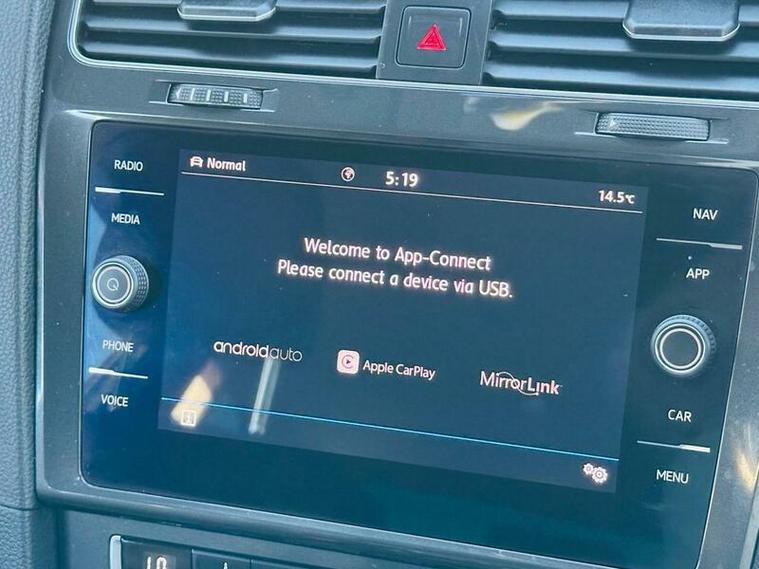 RADIO
MEDIA
PHONE
VOICE
Normal
5:19
14.5°C
Welcome to App-Connect
Please connect a device via USB.
androidauto
Apple CarPlay
MirrorLink
NAV
APP
CAR
MENU